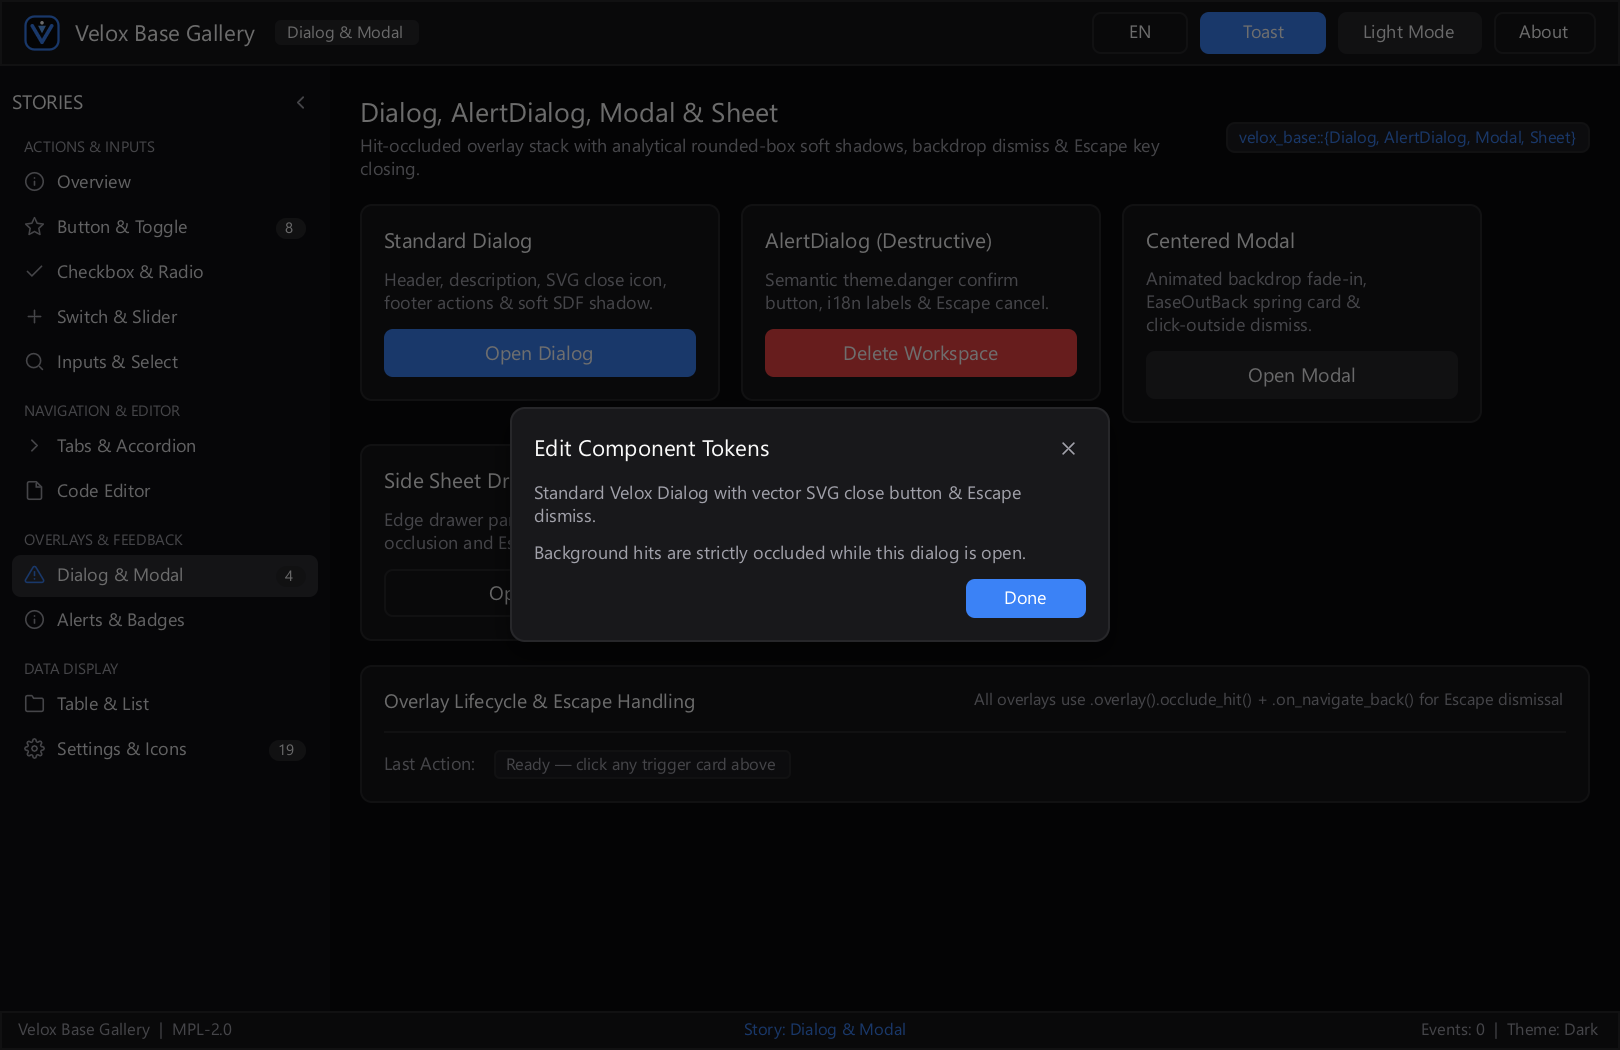 Velox Base Gallery
Dialog & Modal
EN
Toast
Light Mode
About
STORIES
ACTIONS & INPUTS
Overview
Button & Toggle
8
Checkbox & Radio
Switch & Slider
Inputs & Select
NAVIGATION & EDITOR
Tabs & Accordion
Code Editor
OVERLAYS & FEEDBACK
Dialog & Modal
4
Alerts & Badges
DATA DISPLAY
Table & List
Settings & Icons
19
Dialog, AlertDialog, Modal & Sheet
Hit-occluded overlay stack with analytical rounded-box soft shadows, backdrop dismiss & Escape key
closing.
velox_base::{Dialog, AlertDialog, Modal, Sheet}
Standard Dialog
Header, description, SVG close icon,
footer actions & soft SDF shadow.
Open Dialog
AlertDialog (Destructive)
Semantic theme.danger confirm
button, i18n labels & Escape cancel.
Delete Workspace
Centered Modal
Animated backdrop fade-in,
EaseOutBack spring card &
click-outside dismiss.
Open Modal
Side Sheet Dr
Edge drawer pa
occlusion and Es
Op
Edit Component Tokens
Standard Velox Dialog with vector SVG close button & Escape
dismiss.
Background hits are strictly occluded while this dialog is open.
Done
Overlay Lifecycle & Escape Handling
All overlays use .overlay().occlude_hit() + .on_navigate_back() for Escape dismissal
Last Action:
Ready — click any trigger card above
Velox Base Gallery | MPL-2.0
Story: Dialog & Modal
Events: 0 | Theme: Dark